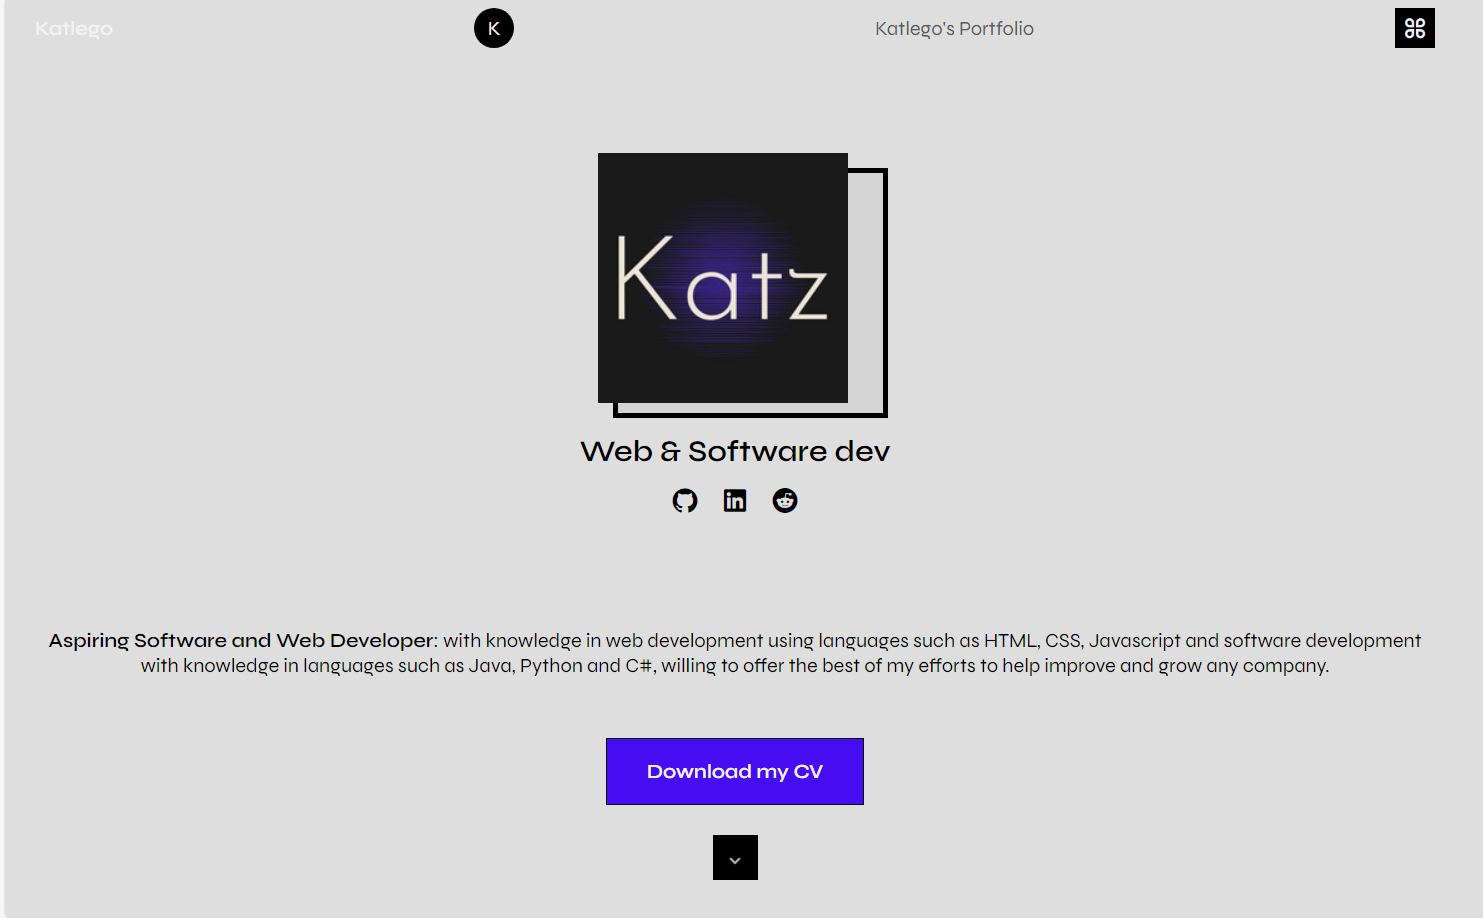 Katlego
K
Katlego's Portfolio
Katz
Web & Software dev
in
Aspiring Software and Web Developer: with knowledge in web development using languages such as HTML, CSS, Javascript and software development
with knowledge in languages such as Java, Python and C#, willing to offer the best of my efforts to help improve and grow any company.
Download my CV